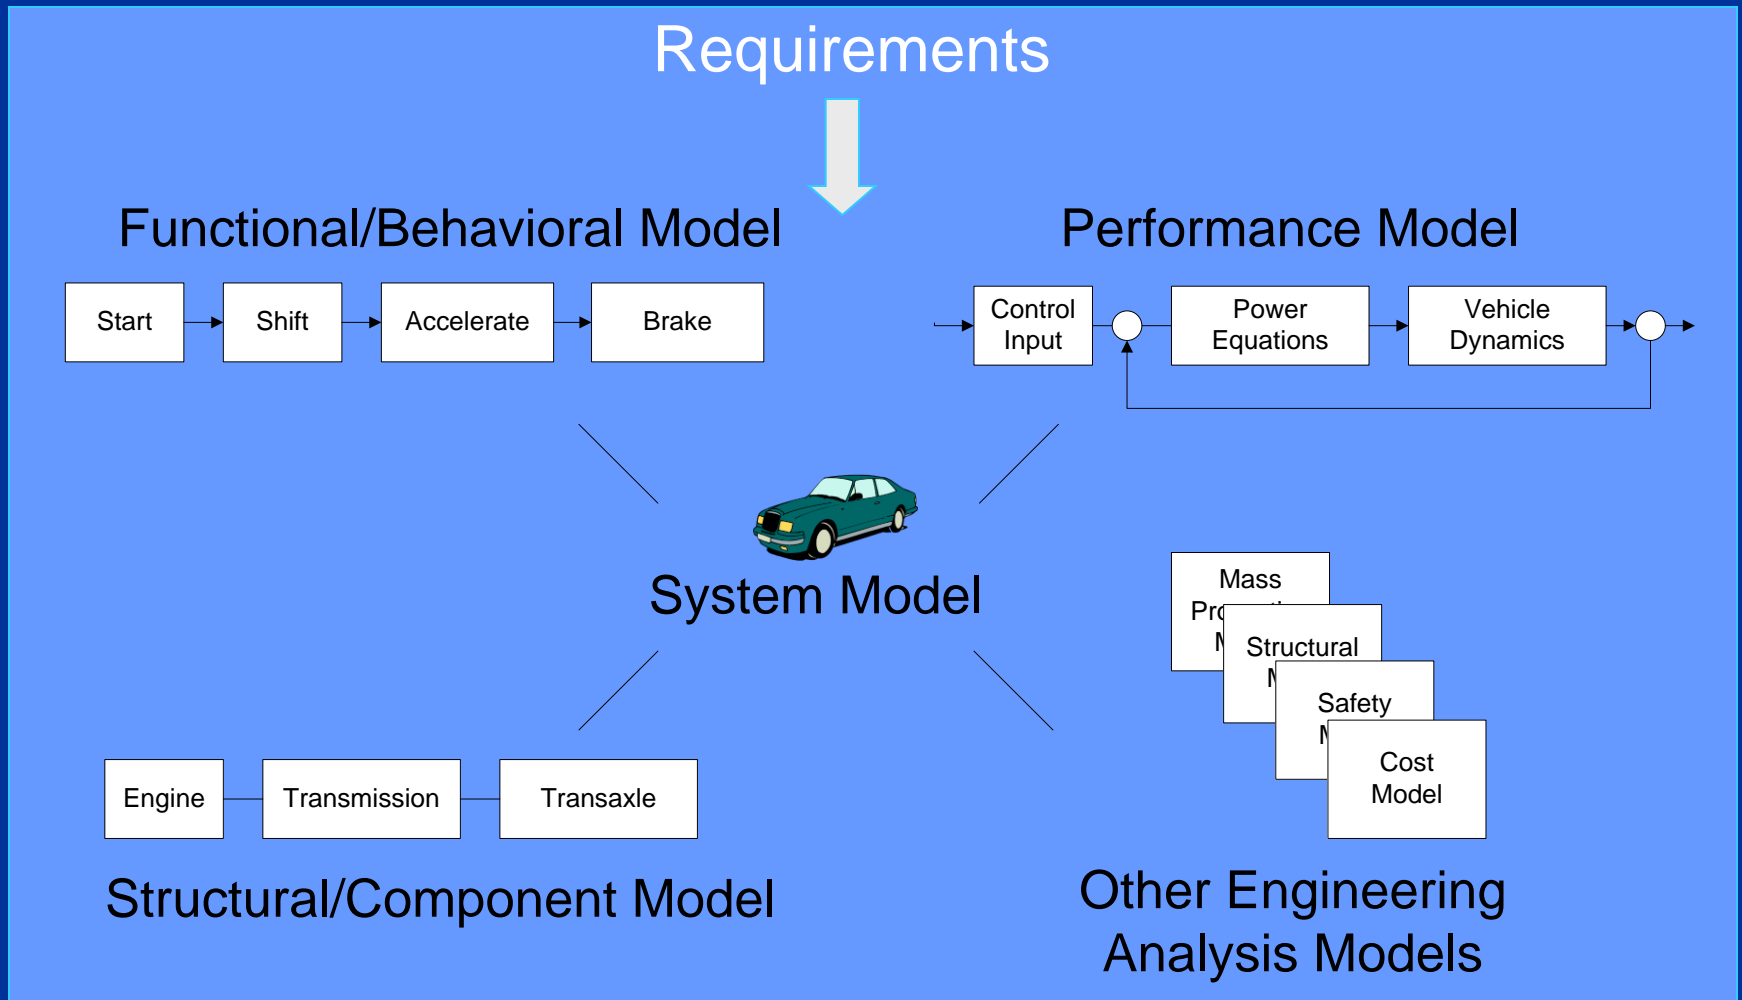 Requirements
Functional/Behavioral Model
Start
Shift
Accelerate
Brake
Performance Model
Control
Input
Power
Equations
Vehicle
Dynamics
System Model
Mass
Structural
Safety
Cost
Model
Engine
Transmission
Transaxle
Structural/Component Model
Other Engineering
Analysis Models